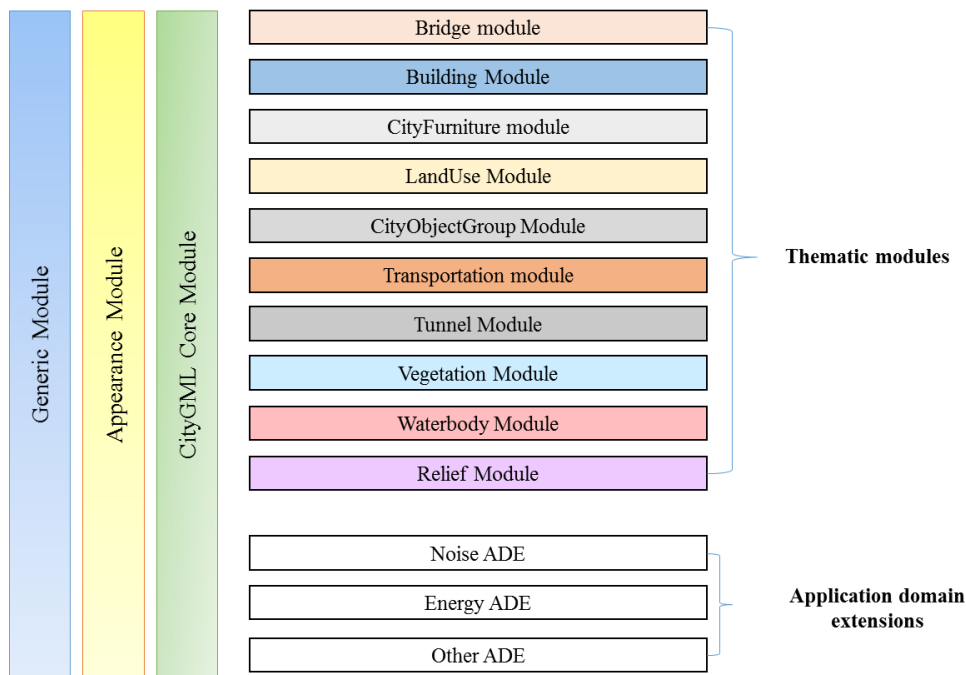 Generic Module
Appearance Module
CityGML Core Module
Bridge module
Building Module
CityFurniture module
LandUse Module
CityObjectGroup Module
Transportation module
Tunnel Module
Vegetation Module
Waterbody Module
Relief Module
Thematic modules
Noise ADE
Energy ADE
Other ADE
Application domain
extensions